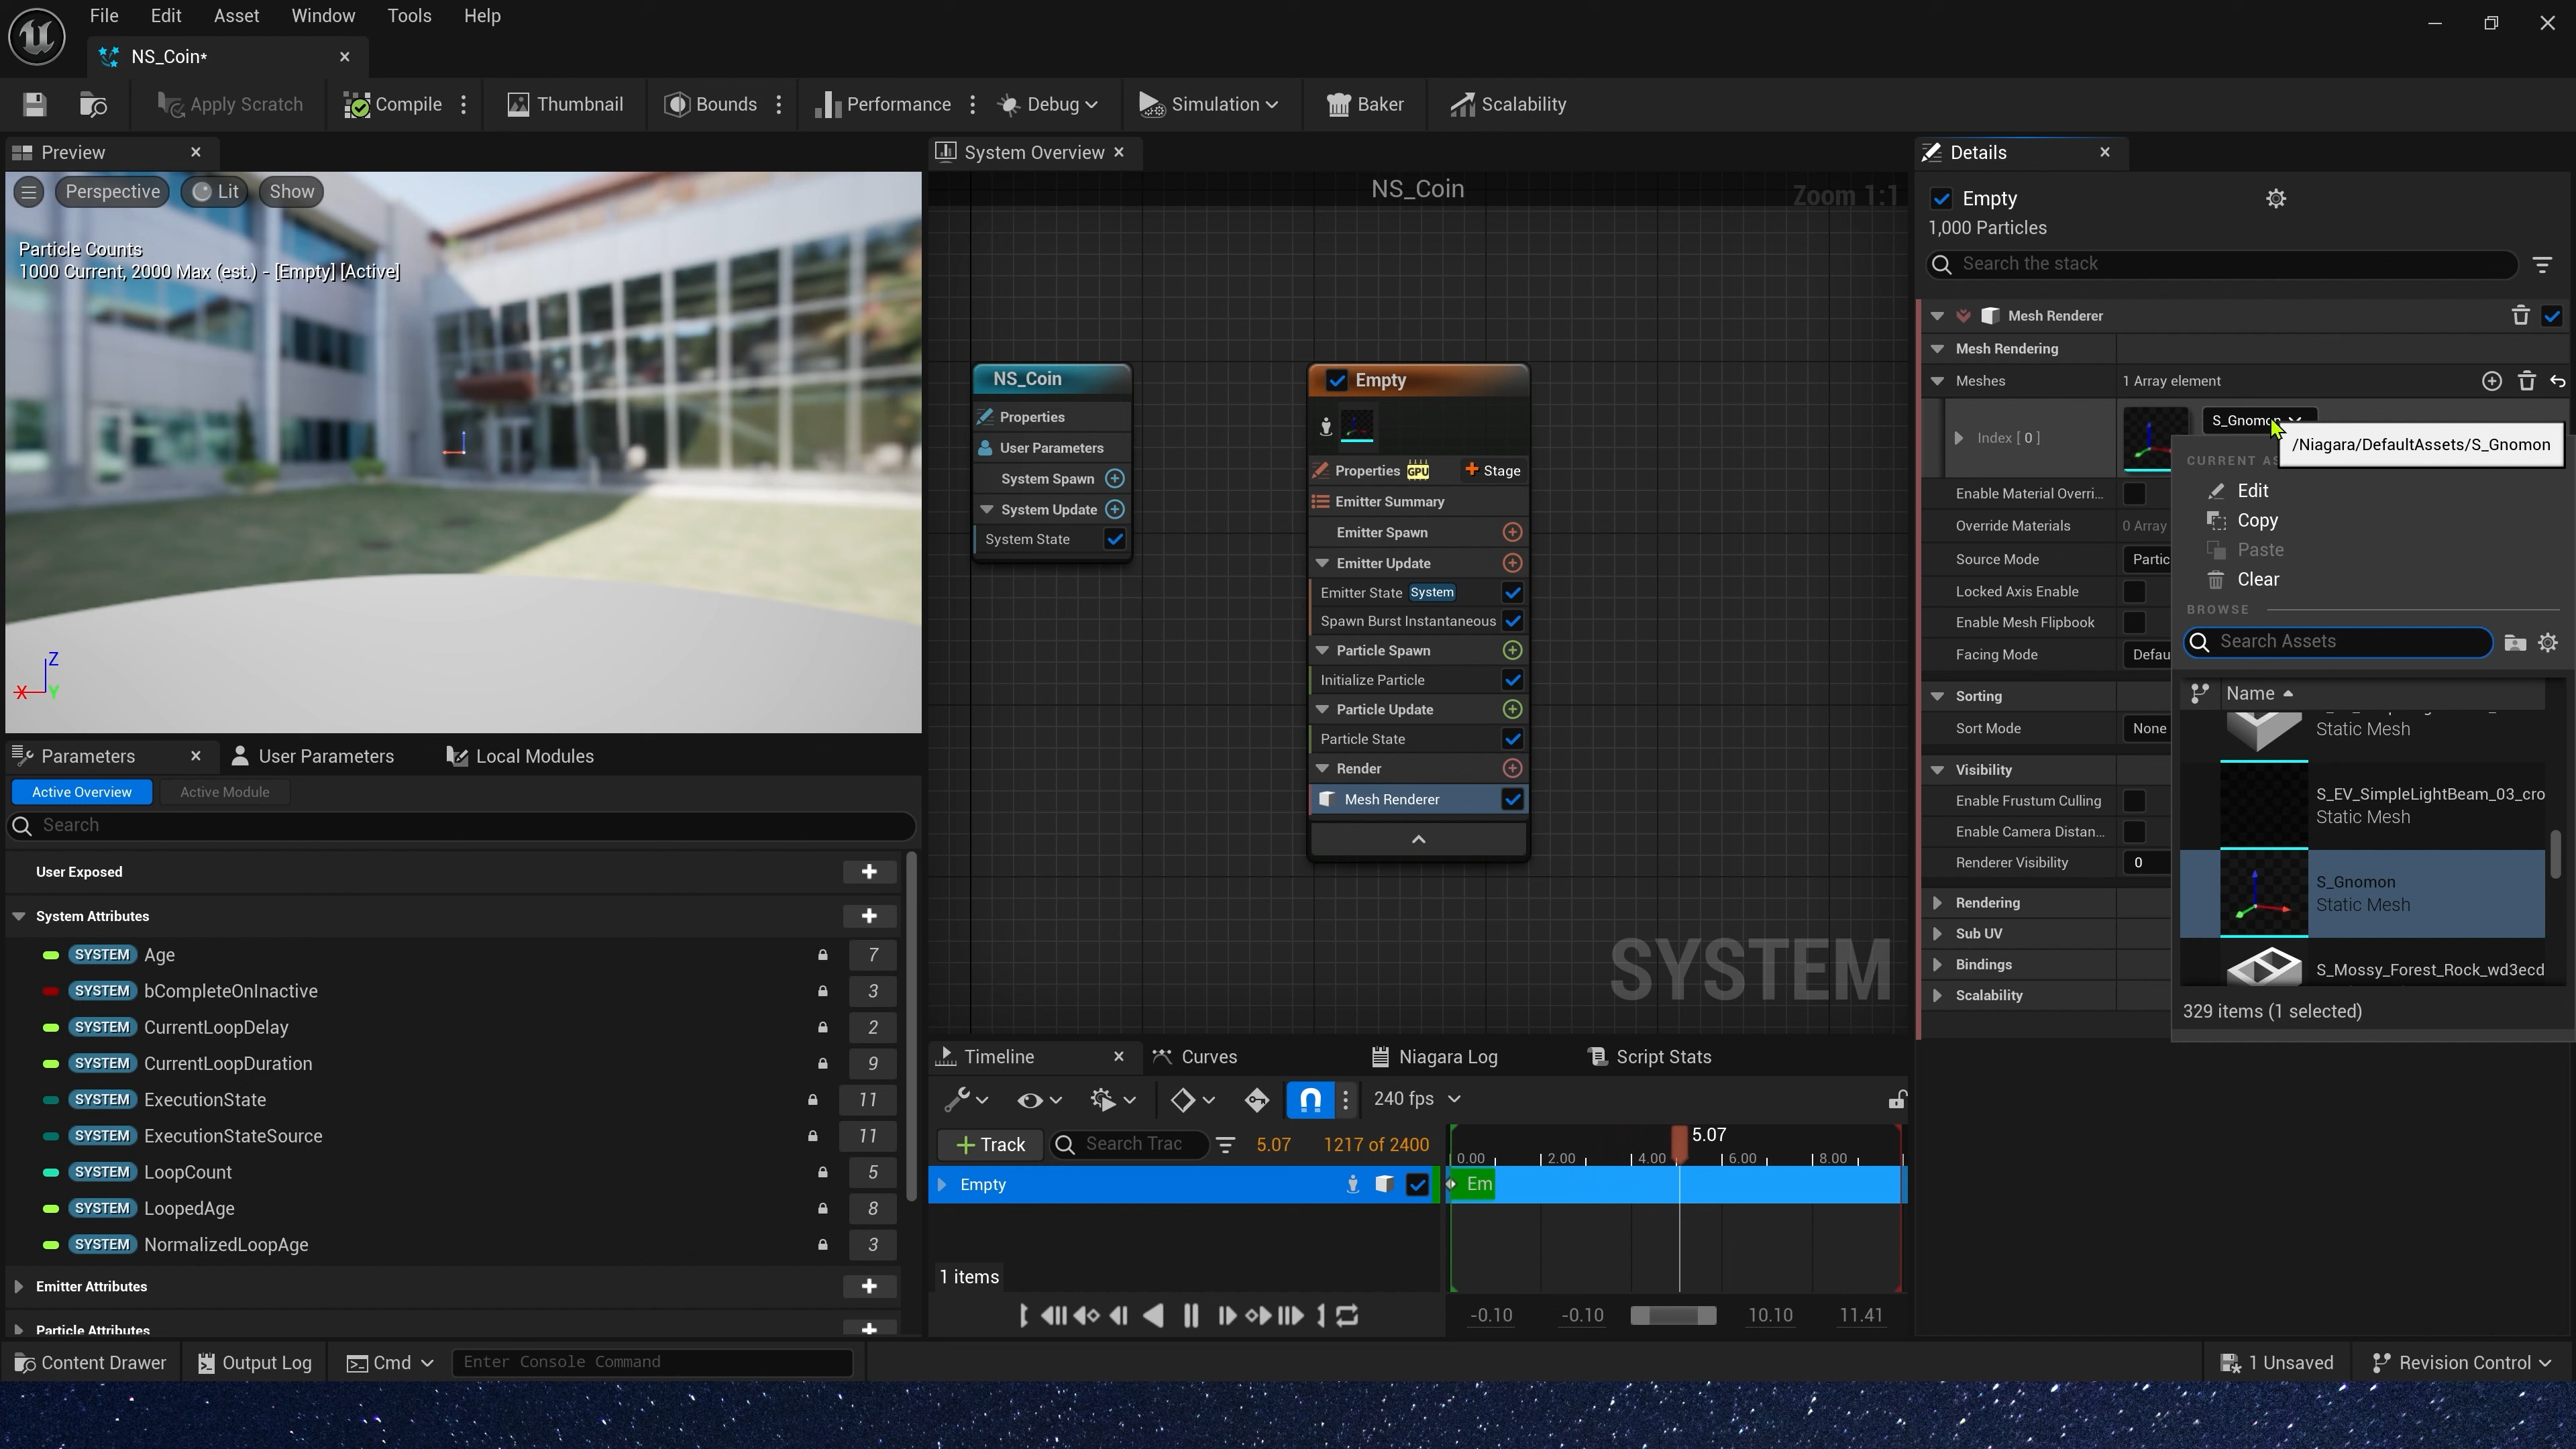 File Edit Asset Window Tools Help
NS_Coin*
Apply Scratch Compile Thumbnail Bounds Performance Debug Simulation Baker Scalability
Preview
Perspective Lit Show
Particle Counts
1000 Current, 2000 Max (est.) - [Empty] [Active]
Z
X Y
Parameters User Parameters Local Modules
Active Overview Active Module
Search
User Exposed
System Attributes
SYSTEM Age 7
SYSTEM bCompleteOnInactive 3
SYSTEM CurrentLoopDelay 2
SYSTEM CurrentLoopDuration 9
SYSTEM ExecutionState 11
SYSTEM ExecutionStateSource 11
SYSTEM LoopCount 5
SYSTEM LoopedAge 8
SYSTEM NormalizedLoopAge 3
Emitter Attributes
Particle Attributes
System Overview
NS_Coin
Zoom 1:1
NS_Coin
Properties
User Parameters
System Spawn
System Update
System State
Empty
Properties GPU Stage
Emitter Summary
Emitter Spawn
Emitter Update
Emitter State System
Spawn Burst Instantaneous
Particle Spawn
Initialize Particle
Particle Update
Particle State
Render
Mesh Renderer
SYSTEM
Timeline Curves Niagara Log Script Stats
240 fps
Track Search Trac 5.07 1217 of 2400
5.07
0.00 2.00 4.00 6.00 8.00
Empty Em
1 items
-0.10 -0.10 10.10 11.41
Details
Empty
1,000 Particles
Search the stack
Mesh Renderer
Mesh Rendering
Meshes 1 Array element
Index [ 0 ] S_Gnomon
/Niagara/DefaultAssets/S_Gnomon
CURRENT AS
Edit
Copy
Paste
Clear
BROWSE
Search Assets
Name
Static Mesh
S_EV_SimpleLightBeam_03_cro
Static Mesh
S_Gnomon
Static Mesh
S_Mossy_Forest_Rock_wd3ecd
329 items (1 selected)
Enable Material Overri...
Override Materials 0 Array
Source Mode Partic
Locked Axis Enable
Enable Mesh Flipbook
Facing Mode Defau
Sorting
Sort Mode None
Visibility
Enable Frustum Culling
Enable Camera Distan...
Renderer Visibility 0
Rendering
Sub UV
Bindings
Scalability
Content Drawer Output Log Cmd Enter Console Command 1 Unsaved Revision Control